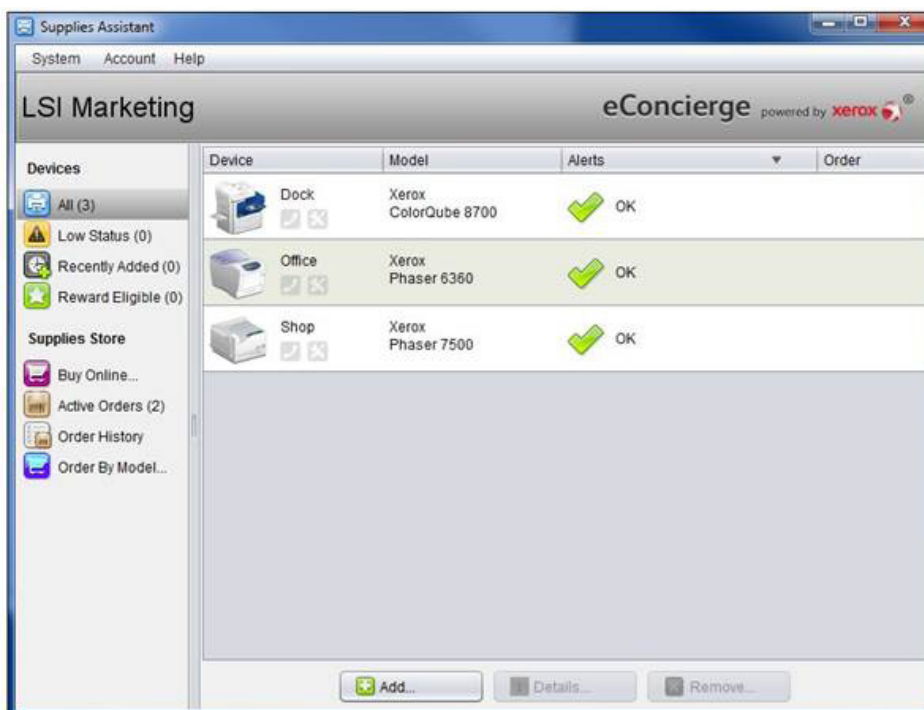 Supplies Assistant
System Account Help
LSI Marketing
eConcierge powered by xerox ®
Devices
All (3)
Low Status (0)
Recently Added (0)
Reward Eligible (0)
Supplies Store
Buy Online...
Active Orders (2)
Order History
Order By Model...
Device Model Alerts Order
Dock Xerox
ColorQube 8700 OK
Office Xerox
Phaser 6360 OK
Shop Xerox
Phaser 7500 OK
Add... Details... Remove...